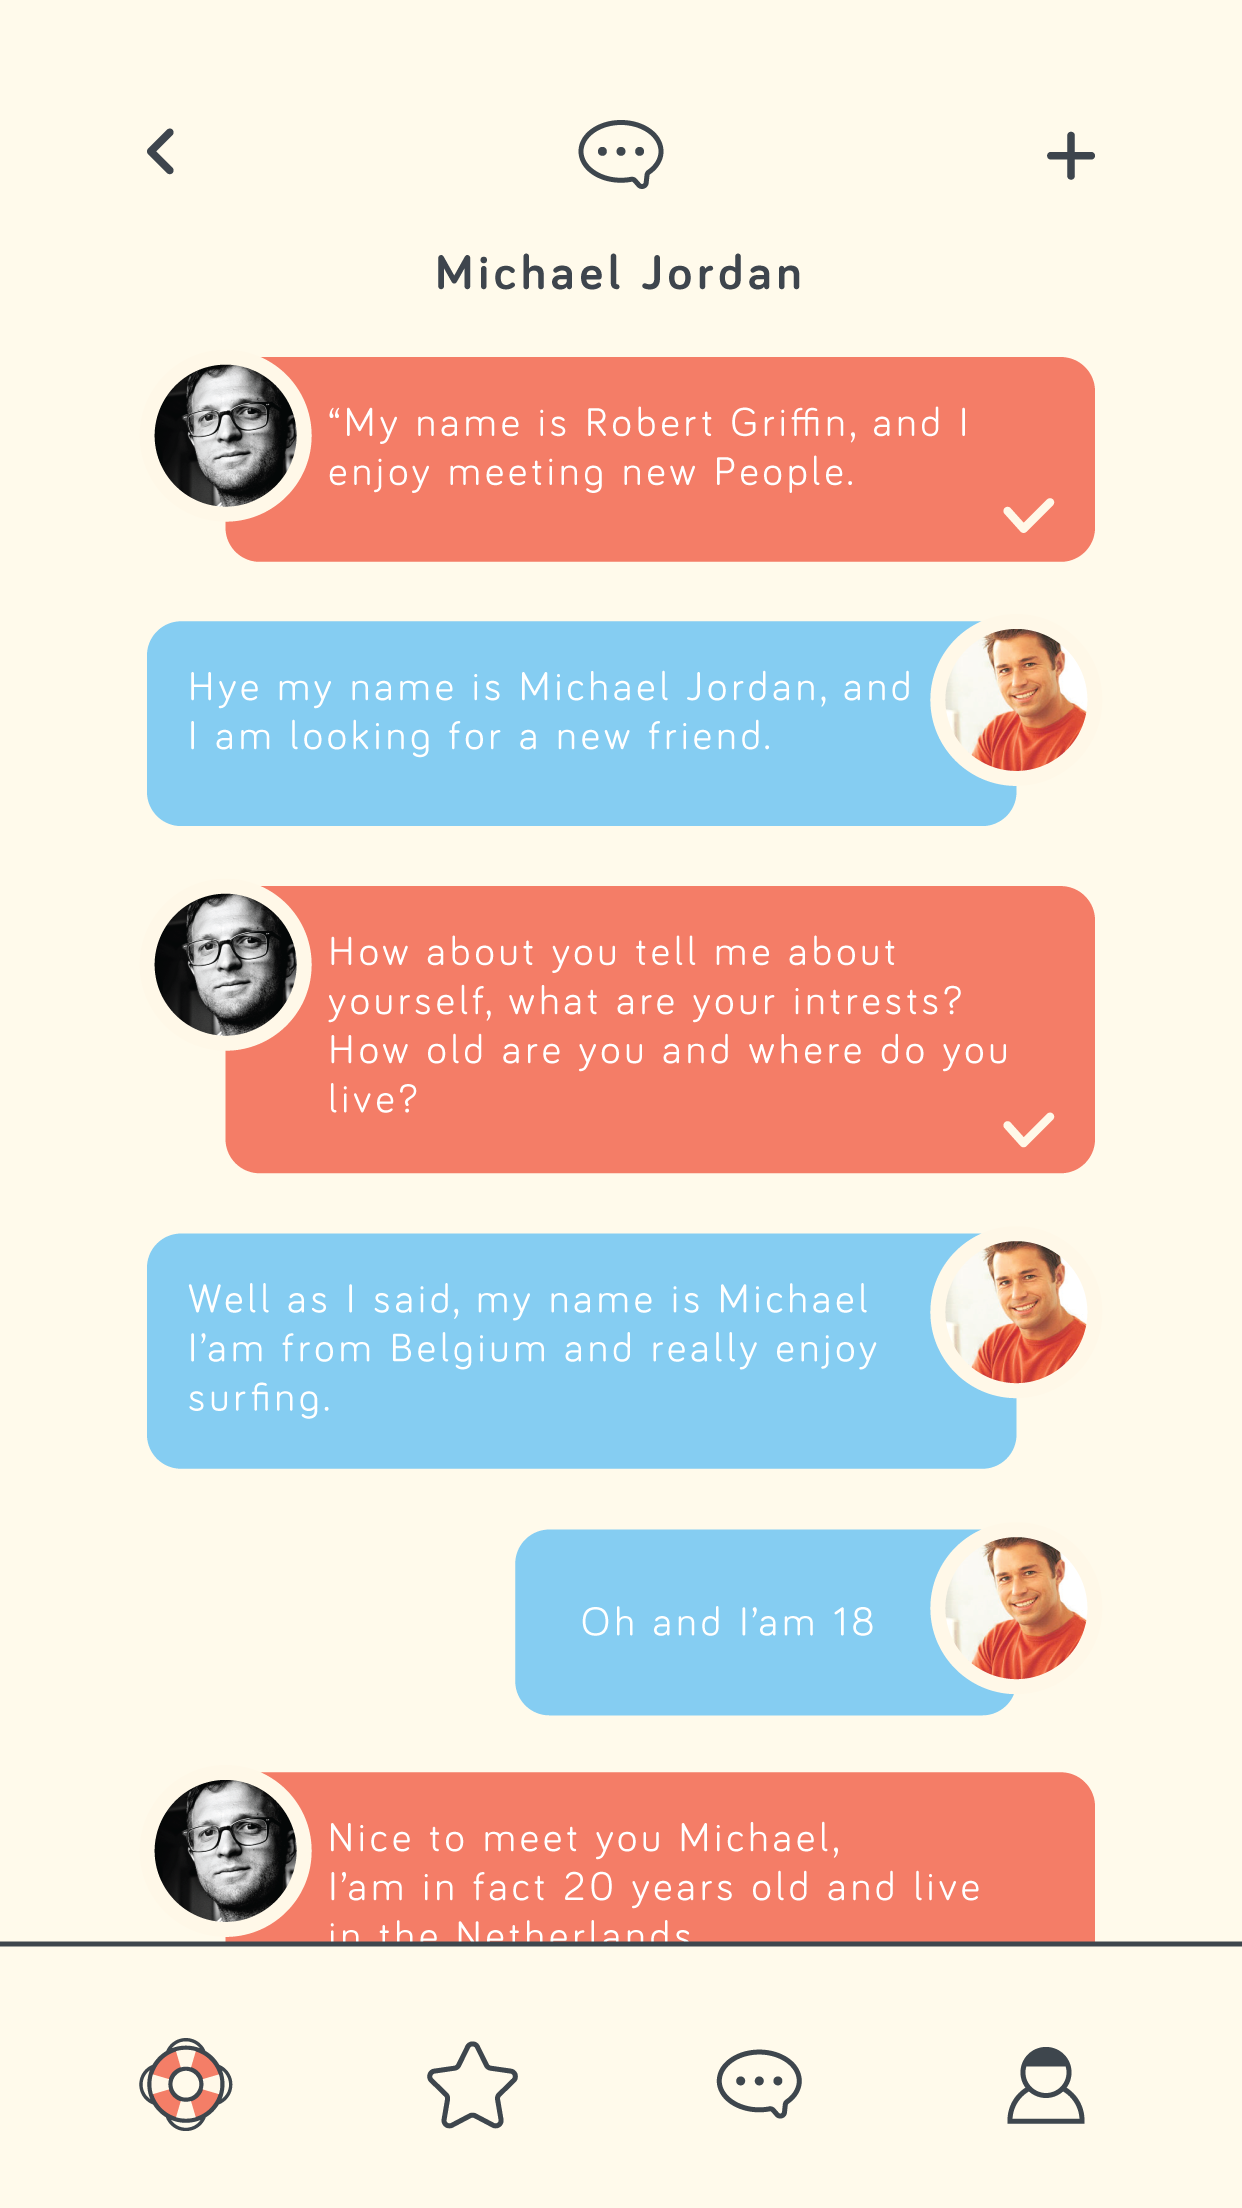 Michael Jordan
“My name is Robert Griffin, and I
enjoy meeting new People.
Hye my name is Michael Jordan, and
I am looking for a new friend.
How about you tell me about
yourself, what are your intrests?
How old are you and where do you
live?
Well as I said, my name is Michael
I’am from Belgium and really enjoy
surfing.
Oh and I’am 18
Nice to meet you Michael,
I’am in fact 20 years old and live
in the Netherlands